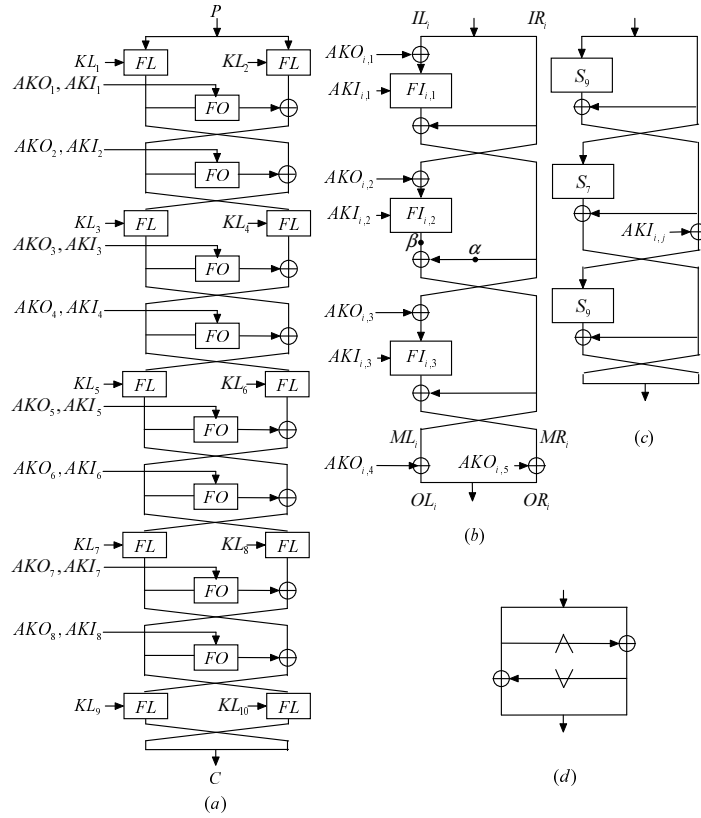 P
KL₁ FL KL₂ FL
AKO₁, AKI₁
FO
AKO₂, AKI₂
FO
KL₃ FL KL₄ FL
AKO₃, AKI₃
FO
AKO₄, AKI₄
FO
KL₅ FL KL₆ FL
AKO₅, AKI₅
FO
AKO₆, AKI₆
FO
KL₇ FL KL₈ FL
AKO₇, AKI₇
FO
AKO₈, AKI₈
FO
KL₉ FL KL₁₀ FL
C
(a)
ILᵢ IRᵢ
AKOᵢ,₁
AKIᵢ,₁ FIᵢ,₁
AKOᵢ,₂
AKIᵢ,₂ FIᵢ,₂
β α
AKOᵢ,₃
AKIᵢ,₃ FIᵢ,₃
MLᵢ MRᵢ
AKOᵢ,₄ AKOᵢ,₅
OLᵢ ORᵢ
(b)
S₉
S₇
AKIᵢ,ⱼ
S₉
(c)
∧
∨
(d)